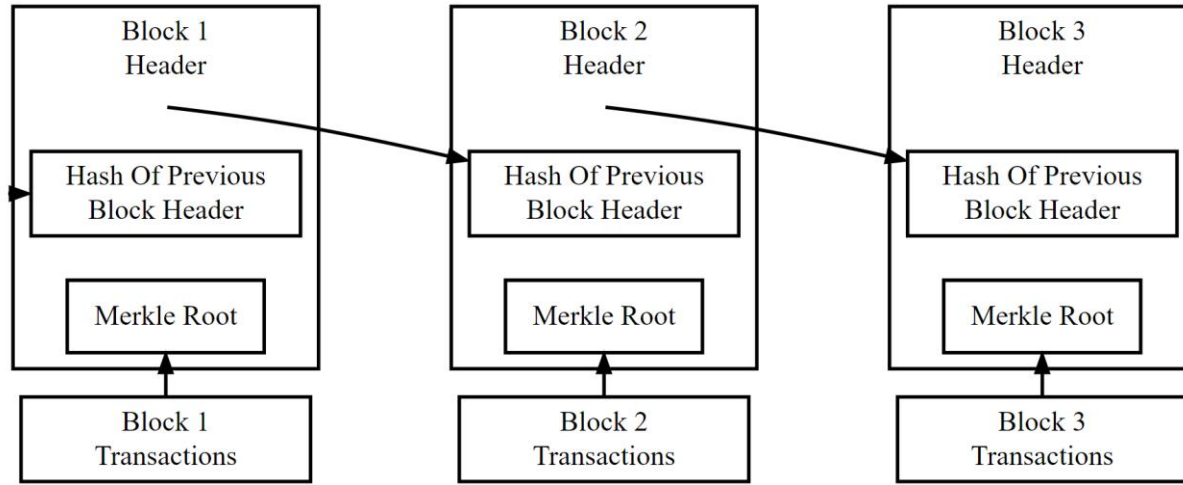 Block 1
Header
Hash Of Previous
Block Header
Merkle Root
Block 1
Transactions
Block 2
Header
Hash Of Previous
Block Header
Merkle Root
Block 2
Transactions
Block 3
Header
Hash Of Previous
Block Header
Merkle Root
Block 3
Transactions